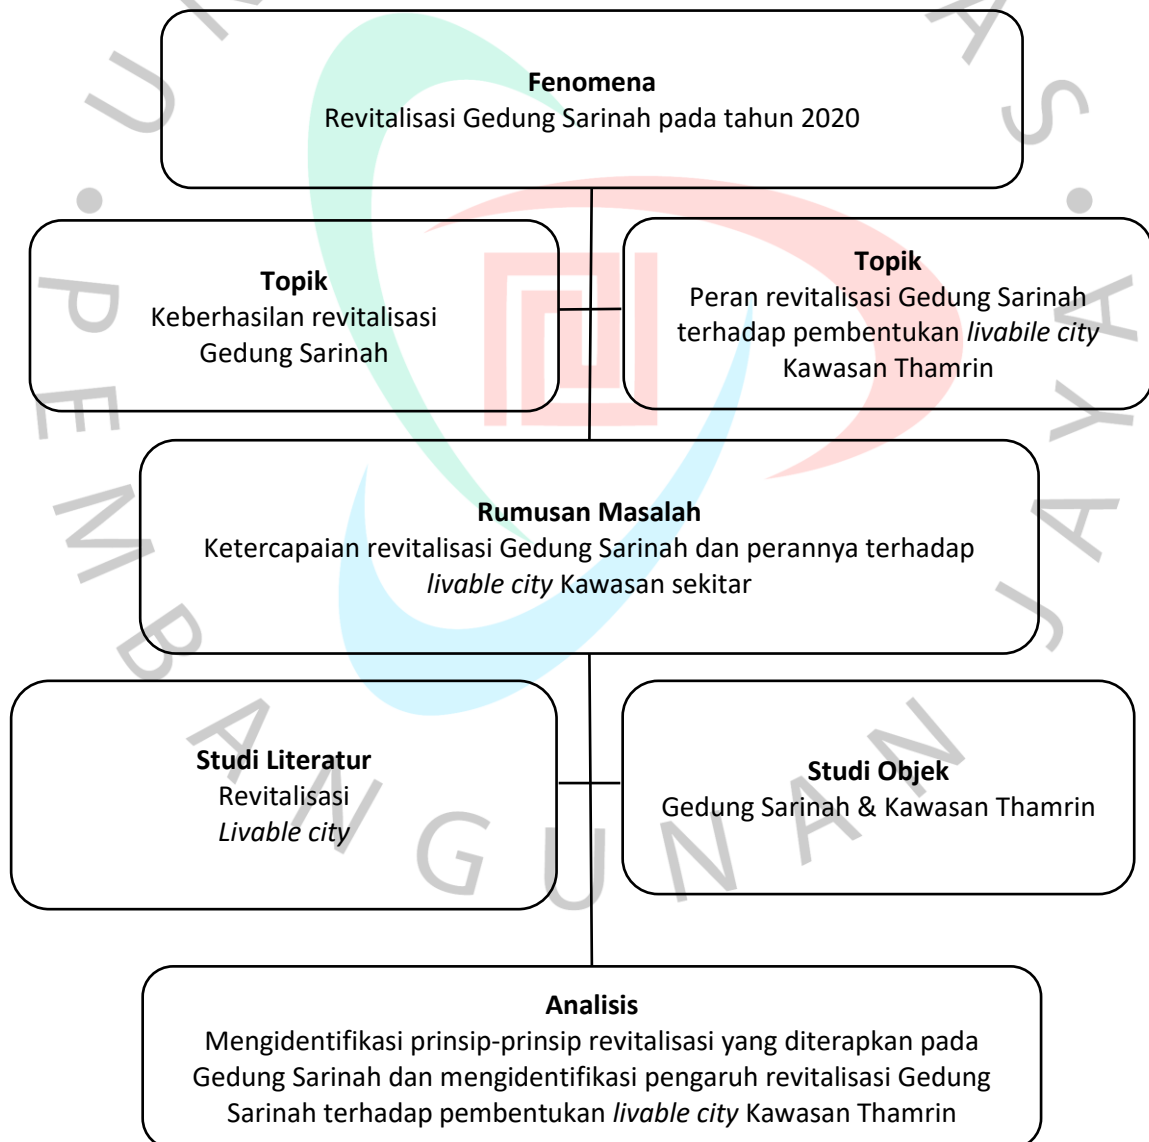 Fenomena
Revitalisasi Gedung Sarinah pada tahun 2020
Topik
Keberhasilan revitalisasi
Gedung Sarinah
Topik
Peran revitalisasi Gedung Sarinah
terhadap pembentukan livabile city
Kawasan Thamrin
Rumusan Masalah
Ketercapaian revitalisasi Gedung Sarinah dan perannya terhadap
livable city Kawasan sekitar
Studi Literatur
Revitalisasi
Livable city
Studi Objek
Gedung Sarinah & Kawasan Thamrin
Analisis
Mengidentifikasi prinsip-prinsip revitalisasi yang diterapkan pada
Gedung Sarinah dan mengidentifikasi pengaruh revitalisasi Gedung
Sarinah terhadap pembentukan livable city Kawasan Thamrin
PEMBANGUNAN JAYA